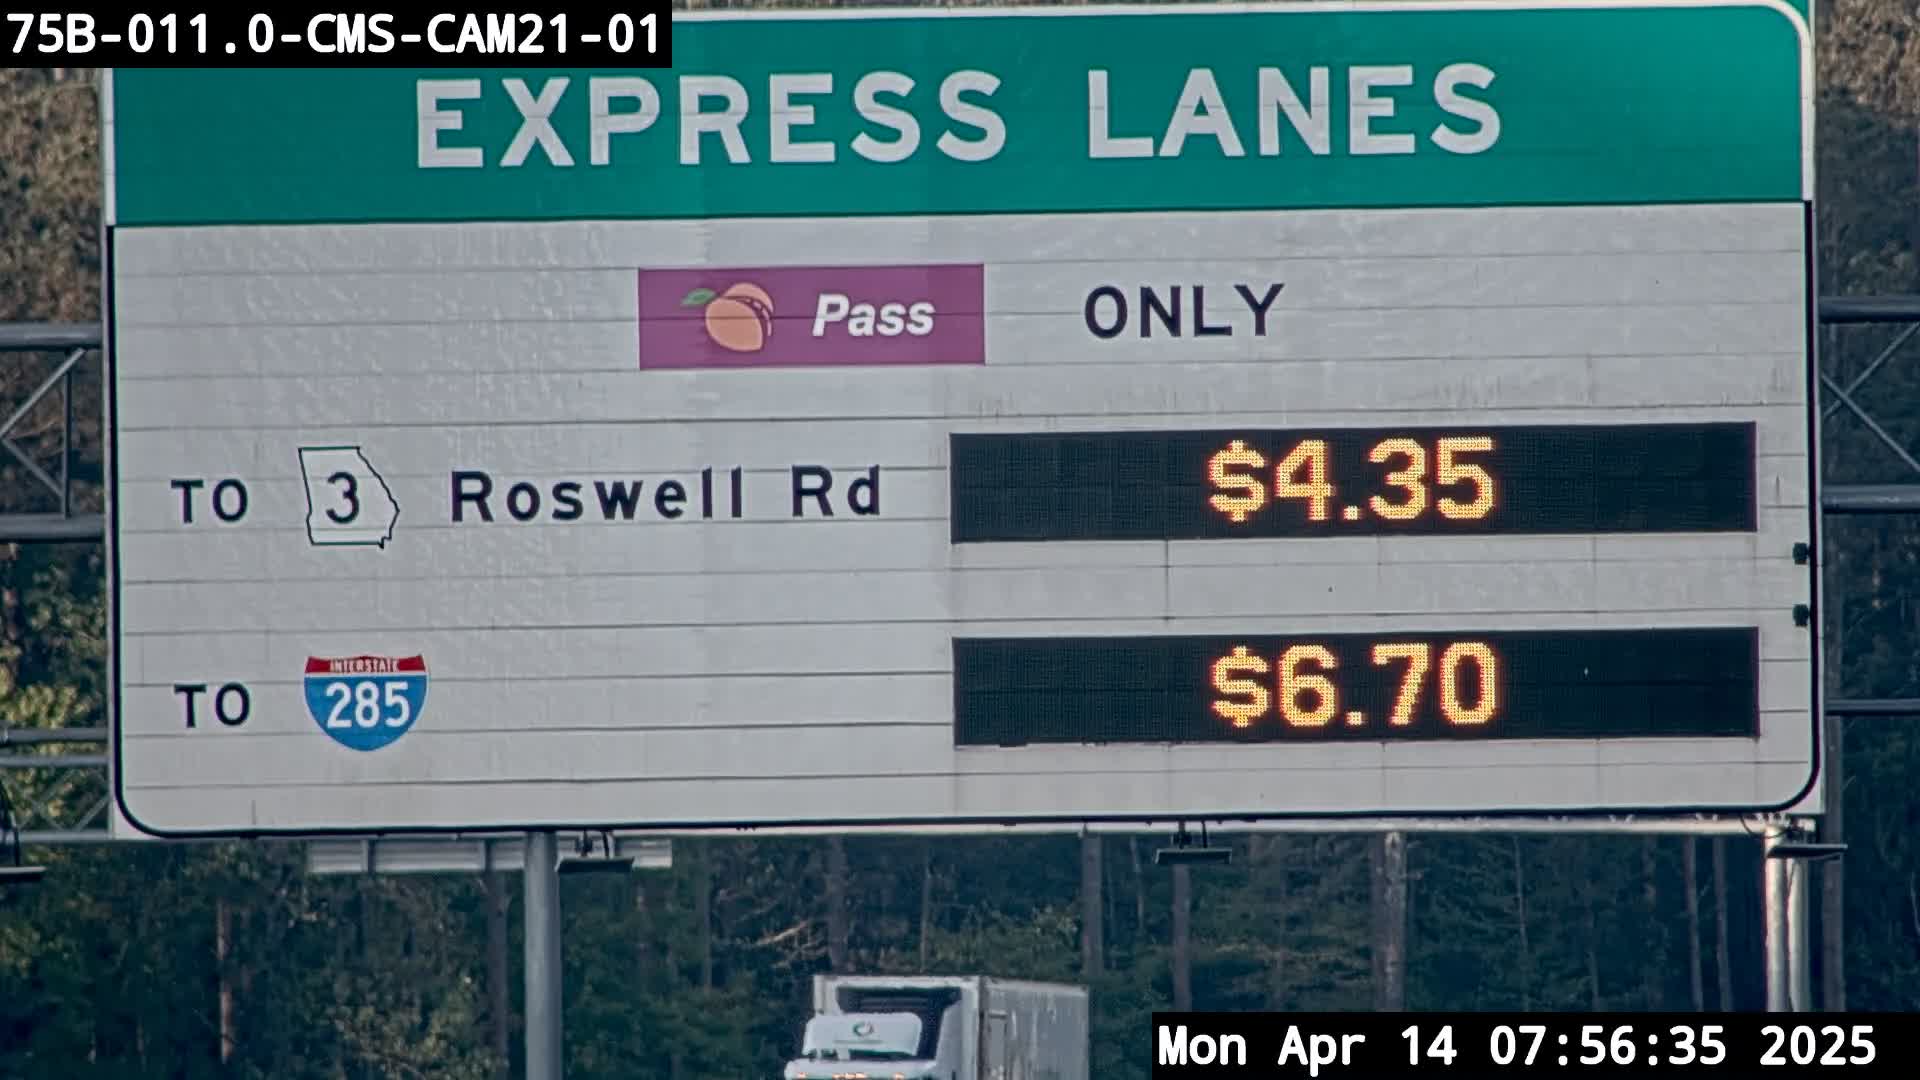 75B-011.0-CMS-CAM21-01
EXPRESS LANES
Pass ONLY
TO 3 Roswell Rd $4.35
INTERSTATE
TO 285 $6.70
Mon Apr 14 07:56:35 2025